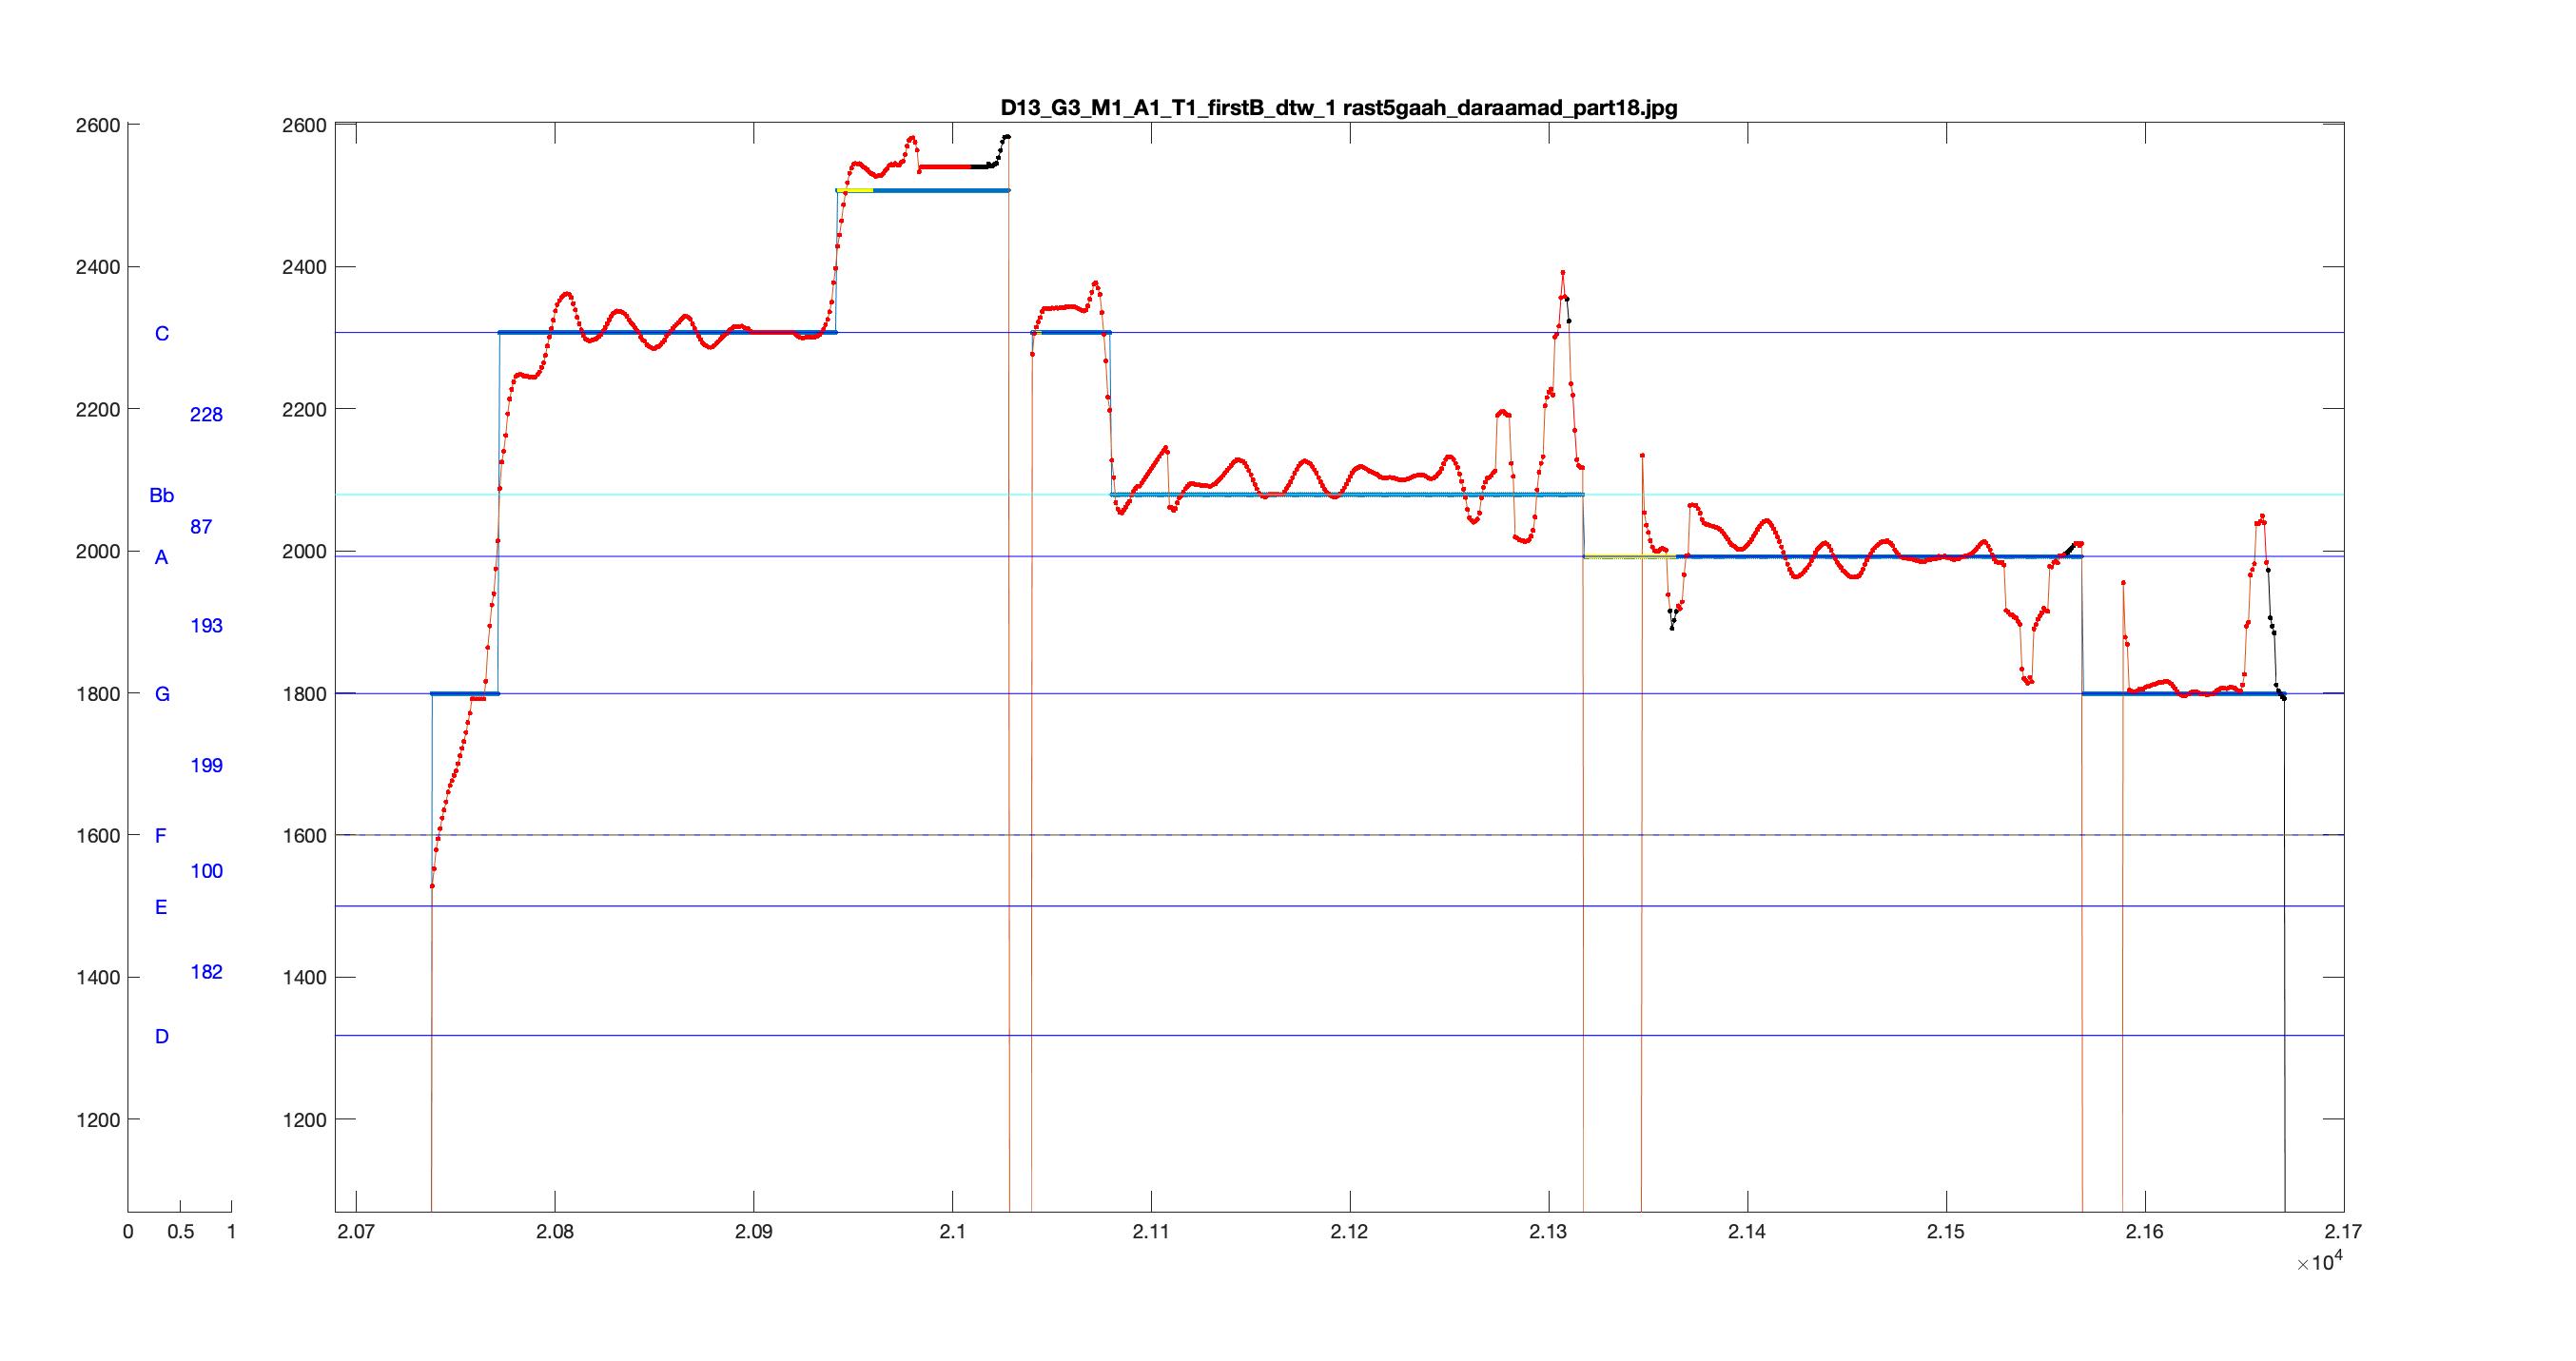 D13_G3_M1_A1_T1_firstB_dtw_1 rast5gaah_daraamad_part18.jpg
2600
2600
2400
2400
C
2200
228
2200
Bb
87
2000
A
2000
193
1800
G
1800
199
1600
F
1600
100
E
1400
182
1400
D
1200
1200
0 0.5 1
2.07 2.08 2.09 2.1 2.11 2.12 2.13 2.14 2.15 2.16 2.17
×10^4